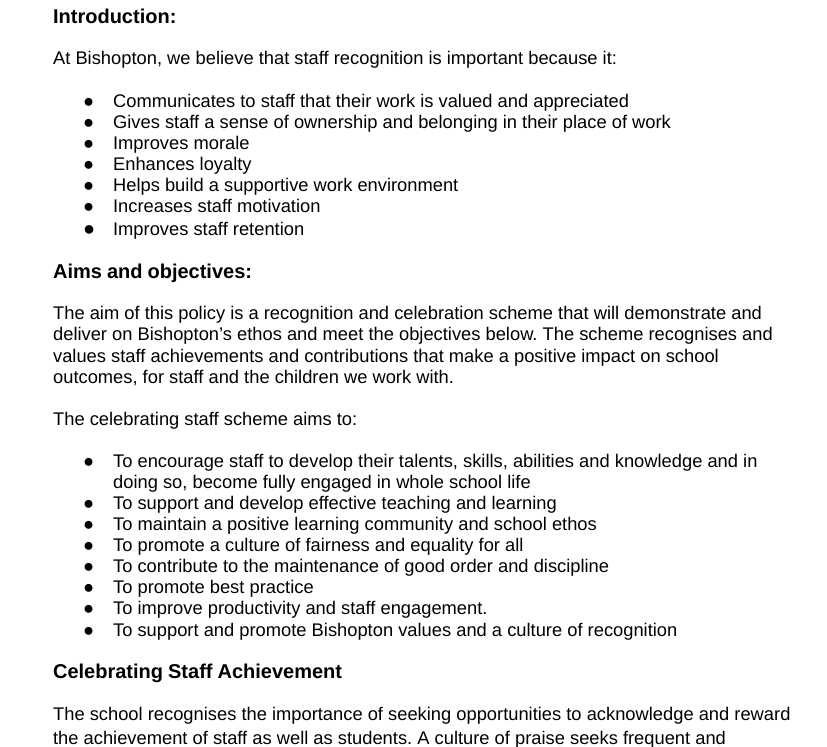 Introduction:
At Bishopton, we believe that staff recognition is important because it:
● Communicates to staff that their work is valued and appreciated
● Gives staff a sense of ownership and belonging in their place of work
● Improves morale
● Enhances loyalty
● Helps build a supportive work environment
● Increases staff motivation
● Improves staff retention
Aims and objectives:
The aim of this policy is a recognition and celebration scheme that will demonstrate and
deliver on Bishopton’s ethos and meet the objectives below. The scheme recognises and
values staff achievements and contributions that make a positive impact on school
outcomes, for staff and the children we work with.
The celebrating staff scheme aims to:
● To encourage staff to develop their talents, skills, abilities and knowledge and in
doing so, become fully engaged in whole school life
● To support and develop effective teaching and learning
● To maintain a positive learning community and school ethos
● To promote a culture of fairness and equality for all
● To contribute to the maintenance of good order and discipline
● To promote best practice
● To improve productivity and staff engagement.
● To support and promote Bishopton values and a culture of recognition
Celebrating Staff Achievement
The school recognises the importance of seeking opportunities to acknowledge and reward
the achievement of staff as well as students. A culture of praise seeks frequent and